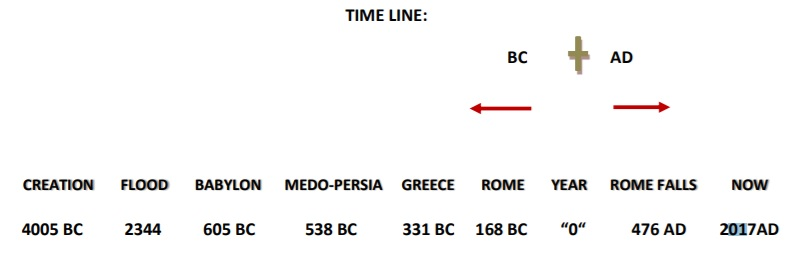 TIME LINE:
BC AD
CREATION FLOOD BABYLON MEDO-PERSIA GREECE ROME YEAR ROME FALLS NOW
4005 BC 2344 605 BC 538 BC 331 BC 168 BC “0“ 476 AD 2017AD